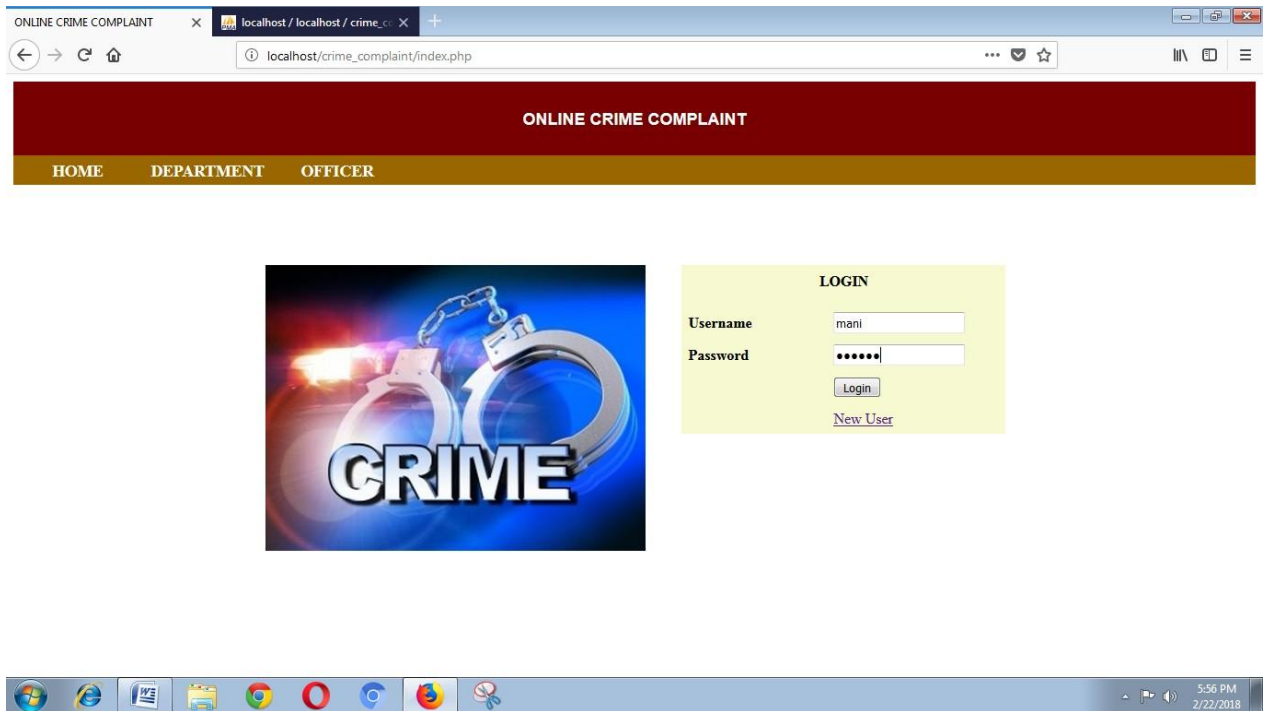 ONLINE CRIME COMPLAINT
localhost / localhost / crime_cc
localhost/crime_complaint/index.php
ONLINE CRIME COMPLAINT
HOME DEPARTMENT OFFICER
CRIME
LOGIN
Username mani
Password ••••••
Login
New User
5:56 PM
2/22/2018